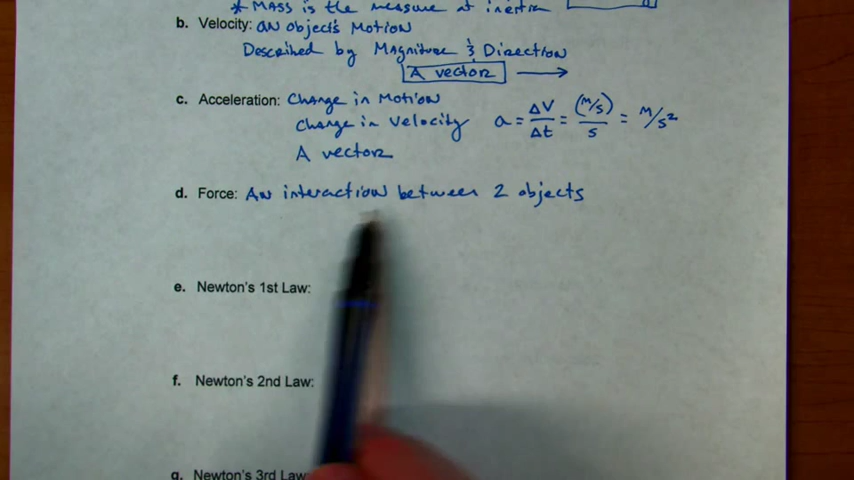 * MASS is the measure of inertia
b. Velocity: an object's Motion
Described by Magnitude & Direction
A vector
c. Acceleration: Change in Motion
Change in Velocity a = ΔV/Δt = (m/s)/s = m/s²
A vector
d. Force: An interaction between 2 objects
e. Newton's 1st Law:
f. Newton's 2nd Law:
g. Newton's 3rd Law